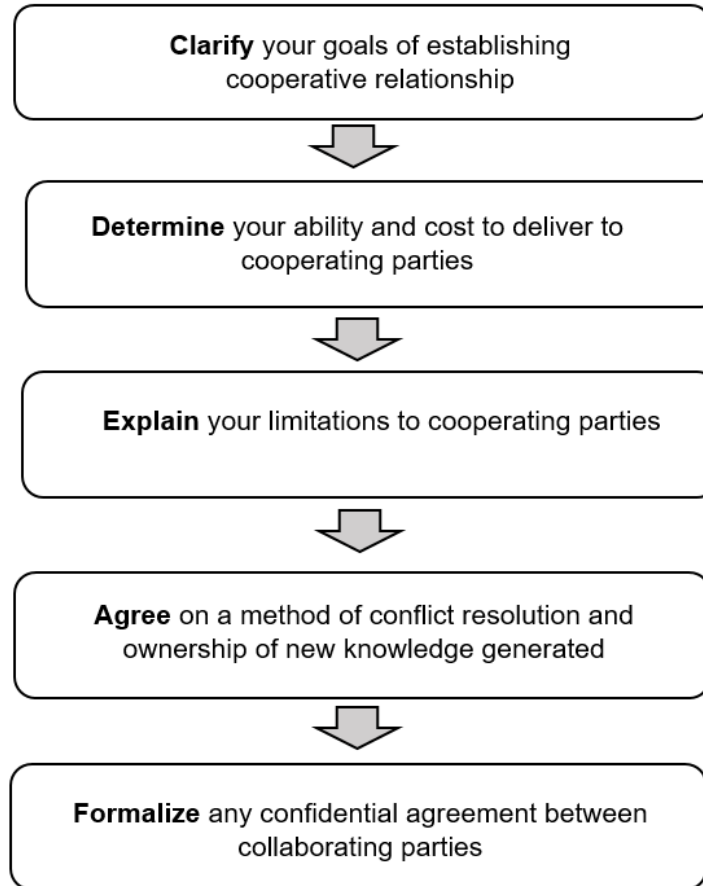 Clarify your goals of establishing
cooperative relationship
Determine your ability and cost to deliver to
cooperating parties
Explain your limitations to cooperating parties
Agree on a method of conflict resolution and
ownership of new knowledge generated
Formalize any confidential agreement between
collaborating parties